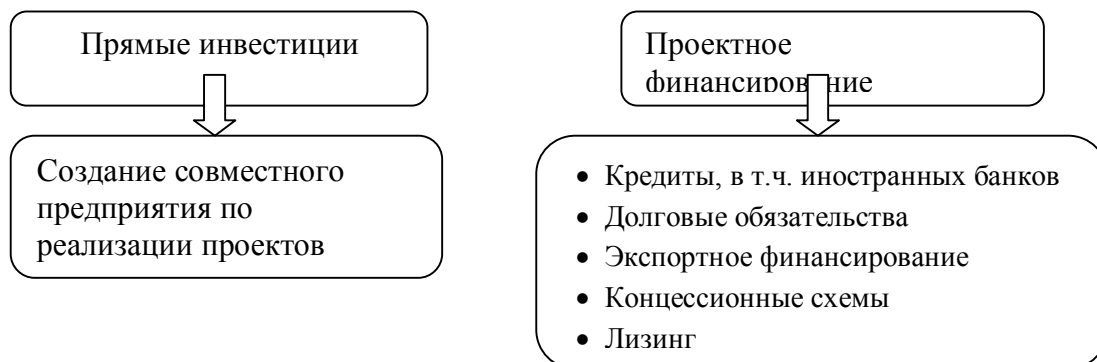 Прямые инвестиции
Создание совместного
предприятия по
реализации проектов
Проектное
финансирование
• Кредиты, в т.ч. иностранных банков
• Долговые обязательства
• Экспортное финансирование
• Концессионные схемы
• Лизинг